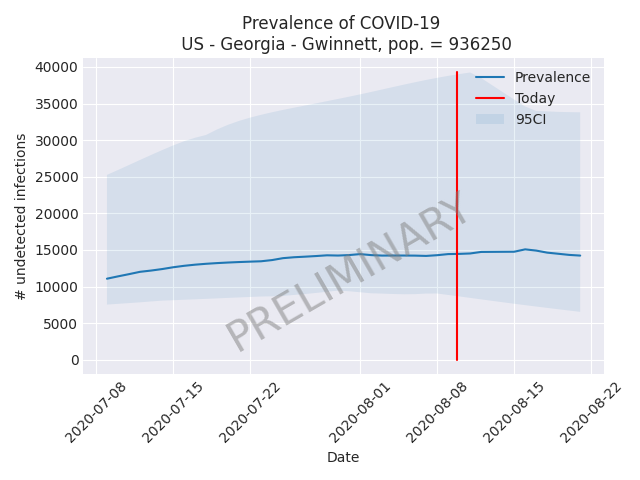 Prevalence of COVID-19
US - Georgia - Gwinnett, pop. = 936250
40000
35000
30000
25000
20000
15000
10000
5000
0
# undetected infections
Prevalence
Today
95CI
PRELIMINARY
2020-07-08
2020-07-15
2020-07-22
2020-08-01
2020-08-08
2020-08-15
2020-08-22
Date